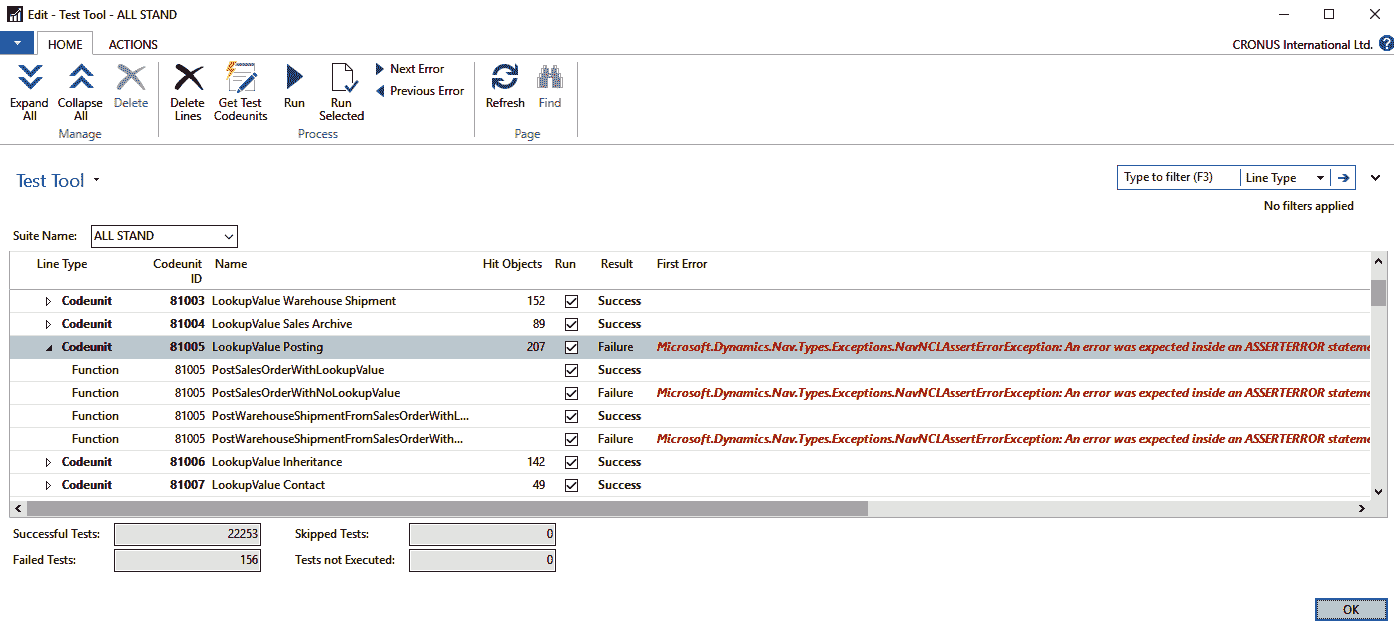 Edit - Test Tool - ALL STAND
HOME ACTIONS CRONUS International Ltd. ?
Expand All
Collapse All
Delete
Manage
Delete Lines
Get Test Codeunits
Run
Run Selected
Next Error
Previous Error
Process
Refresh
Find
Page
Test Tool
Type to filter (F3) Line Type
No filters applied
Suite Name: ALL STAND
Line Type Codeunit ID Name Hit Objects Run Result First Error
Codeunit 81003 LookupValue Warehouse Shipment 152 Success
Codeunit 81004 LookupValue Sales Archive 89 Success
Codeunit 81005 LookupValue Posting 207 Failure Microsoft.Dynamics.Nav.Types.Exceptions.NavNCLAssertErrorException: An error was expected inside an ASSERTERROR stateme
Function 81005 PostSalesOrderWithLookupValue Success
Function 81005 PostSalesOrderWithNoLookupValue Failure Microsoft.Dynamics.Nav.Types.Exceptions.NavNCLAssertErrorException: An error was expected inside an ASSERTERROR stateme
Function 81005 PostWarehouseShipmentFromSalesOrderWithL... Success
Function 81005 PostWarehouseShipmentFromSalesOrderWith... Failure Microsoft.Dynamics.Nav.Types.Exceptions.NavNCLAssertErrorException: An error was expected inside an ASSERTERROR stateme
Codeunit 81006 LookupValue Inheritance 142 Success
Codeunit 81007 LookupValue Contact 49 Success
Successful Tests: 22253 Skipped Tests: 0
Failed Tests: 156 Tests not Executed: 0
OK